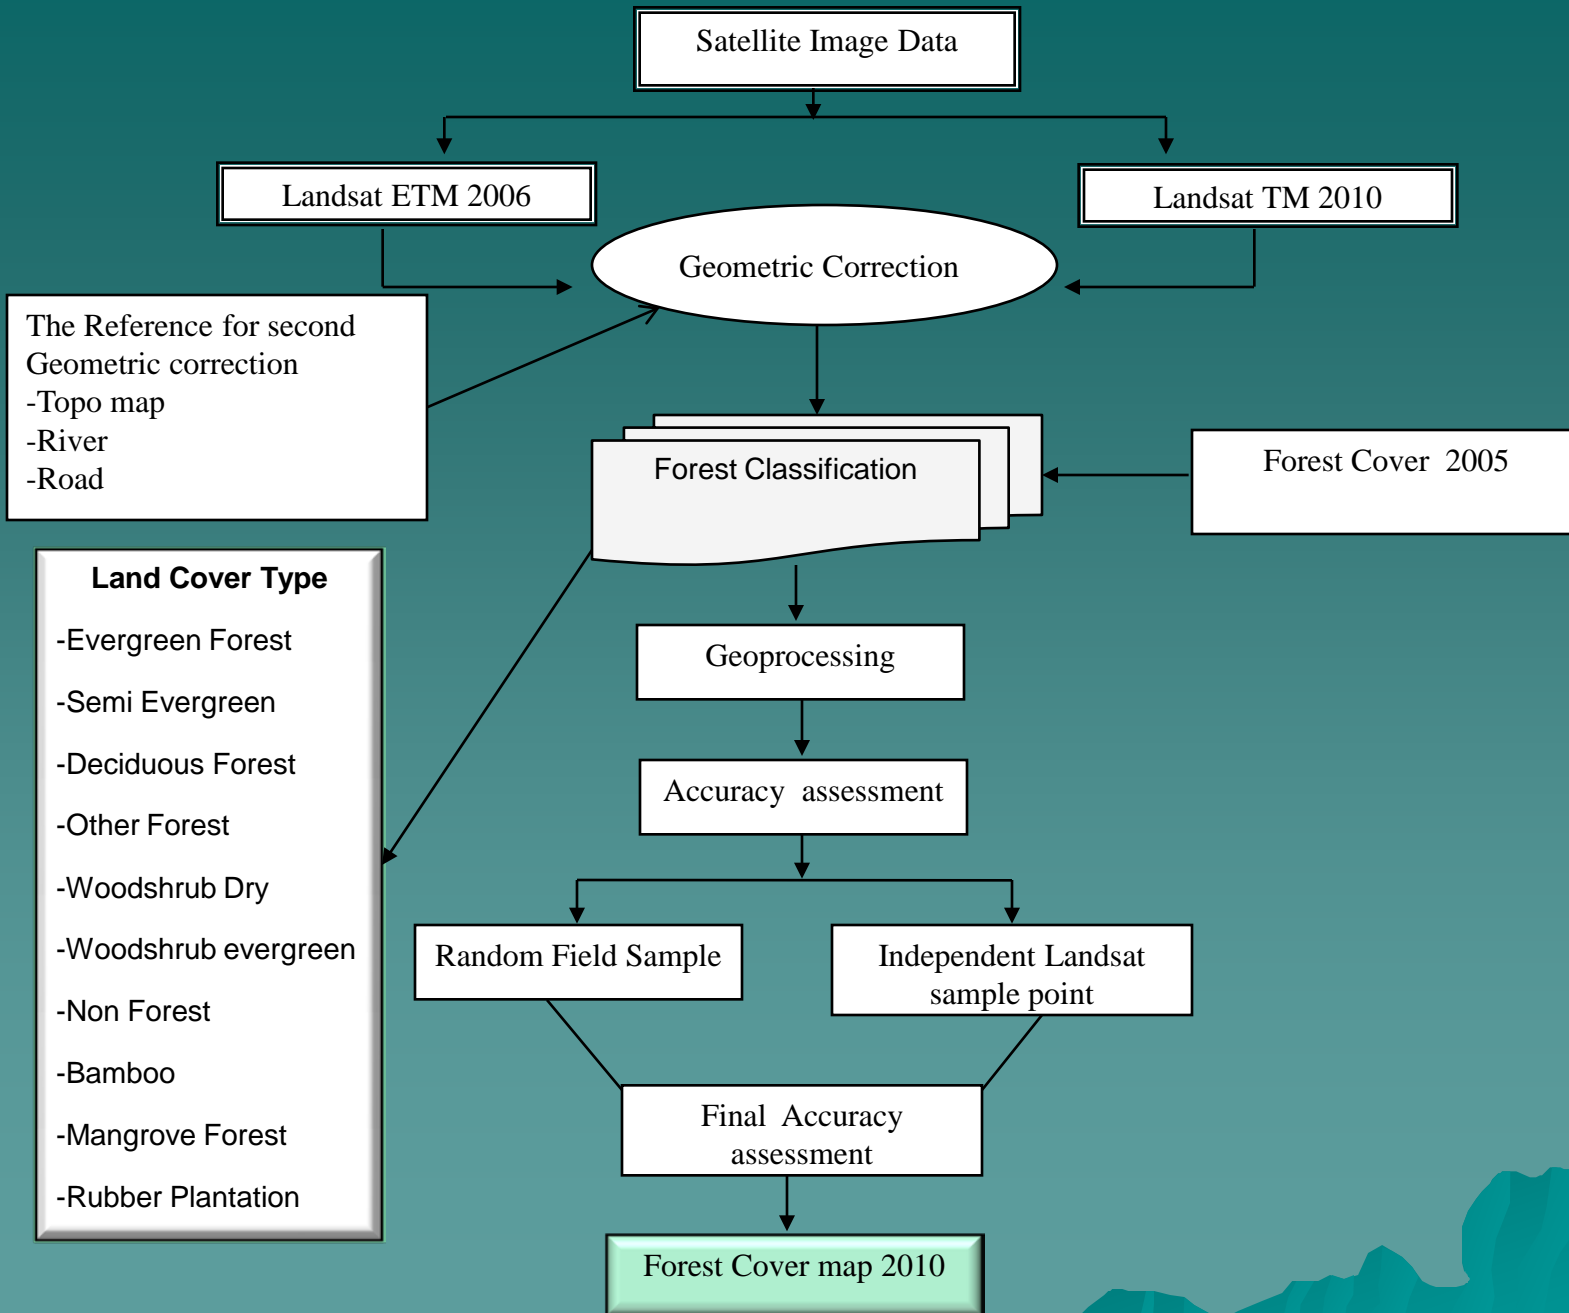 Satellite Image Data
Landsat ETM 2006
Landsat TM 2010
Geometric Correction
The Reference for second
Geometric correction
-Topo map
-River
-Road
Forest Classification
Forest Cover 2005
Land Cover Type
-Evergreen Forest
-Semi Evergreen
-Deciduous Forest
-Other Forest
-Woodshrub Dry
-Woodshrub evergreen
-Non Forest
-Bamboo
-Mangrove Forest
-Rubber Plantation
Geoprocessing
Accuracy assessment
Random Field Sample
Independent Landsat
sample point
Final Accuracy
assessment
Forest Cover map 2010